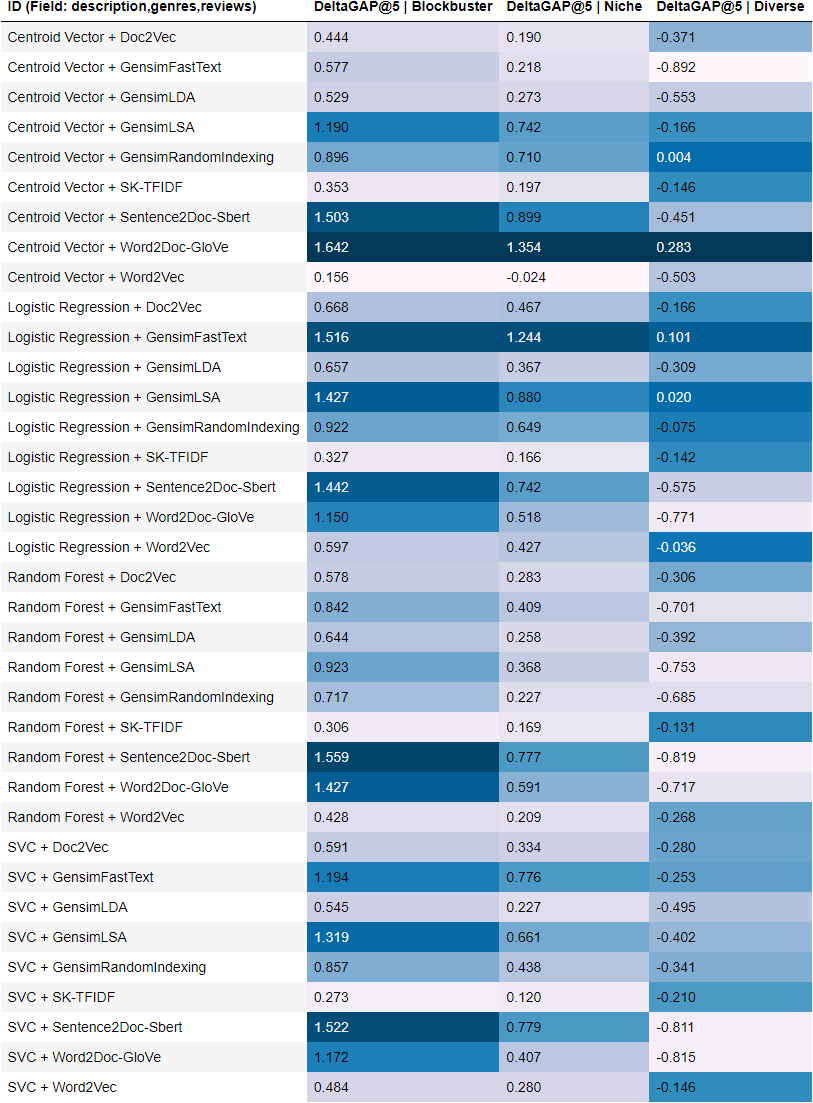 ID (Field: description,genres,reviews) DeltaGAP@5 | Blockbuster DeltaGAP@5 | Niche DeltaGAP@5 | Diverse
Centroid Vector + Doc2Vec 0.444 0.190 -0.371
Centroid Vector + GensimFastText 0.577 0.218 -0.892
Centroid Vector + GensimLDA 0.529 0.273 -0.553
Centroid Vector + GensimLSA 1.190 0.742 -0.166
Centroid Vector + GensimRandomIndexing 0.896 0.710 0.004
Centroid Vector + SK-TFIDF 0.353 0.197 -0.146
Centroid Vector + Sentence2Doc-Sbert 1.503 0.899 -0.451
Centroid Vector + Word2Doc-GloVe 1.642 1.354 0.283
Centroid Vector + Word2Vec 0.156 -0.024 -0.503
Logistic Regression + Doc2Vec 0.668 0.467 -0.166
Logistic Regression + GensimFastText 1.516 1.244 0.101
Logistic Regression + GensimLDA 0.657 0.367 -0.309
Logistic Regression + GensimLSA 1.427 0.880 0.020
Logistic Regression + GensimRandomIndexing 0.922 0.649 -0.075
Logistic Regression + SK-TFIDF 0.327 0.166 -0.142
Logistic Regression + Sentence2Doc-Sbert 1.442 0.742 -0.575
Logistic Regression + Word2Doc-GloVe 1.150 0.518 -0.771
Logistic Regression + Word2Vec 0.597 0.427 -0.036
Random Forest + Doc2Vec 0.578 0.283 -0.306
Random Forest + GensimFastText 0.842 0.409 -0.701
Random Forest + GensimLDA 0.644 0.258 -0.392
Random Forest + GensimLSA 0.923 0.368 -0.753
Random Forest + GensimRandomIndexing 0.717 0.227 -0.685
Random Forest + SK-TFIDF 0.306 0.169 -0.131
Random Forest + Sentence2Doc-Sbert 1.559 0.777 -0.819
Random Forest + Word2Doc-GloVe 1.427 0.591 -0.717
Random Forest + Word2Vec 0.428 0.209 -0.268
SVC + Doc2Vec 0.591 0.334 -0.280
SVC + GensimFastText 1.194 0.776 -0.253
SVC + GensimLDA 0.545 0.227 -0.495
SVC + GensimLSA 1.319 0.661 -0.402
SVC + GensimRandomIndexing 0.857 0.438 -0.341
SVC + SK-TFIDF 0.273 0.120 -0.210
SVC + Sentence2Doc-Sbert 1.522 0.779 -0.811
SVC + Word2Doc-GloVe 1.172 0.407 -0.815
SVC + Word2Vec 0.484 0.280 -0.146